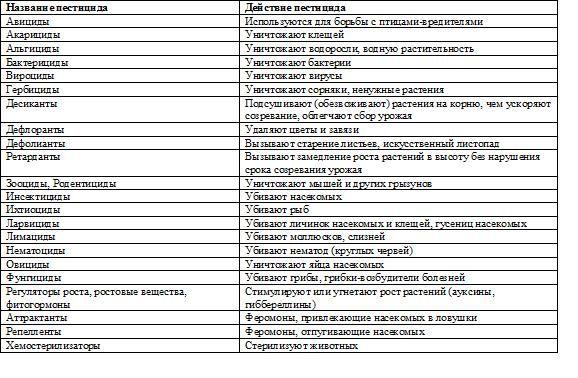 Название пестицида Действие пестицида
Авициды Используются для борьбы с птицами-вредителями
Акарициды Уничтожают клещей
Альгициды Уничтожают водоросли, водную растительность
Бактерициды Уничтожают бактерии
Вироциды Уничтожают вирусы
Гербициды Уничтожают сорняки, ненужные растения
Десиканты Подсушивают (обезвоживают) растения на корню, чем ускоряют
созревание, облегчают сбор урожая
Дефлоранты Удаляют цветы и завязи
Дефолианты Вызывают старение листьев, искусственный листопад
Ретарданты Вызывают замедление роста растений в высоту без нарушения
срока созревания урожая
Зооциды, Родентициды Уничтожают мышей и других грызунов
Инсектициды Убивают насекомых
Ихтиоциды Убивают рыб
Ларвициды Убивают личинок насекомых и клещей, гусениц насекомых
Лимациды Убивают моллюсков, слизней
Нематоциды Убивают нематод (круглых червей)
Овициды Уничтожают яйца насекомых
Фунгициды Убивают грибы, грибки-возбудители болезней
Регуляторы роста, ростовые вещества, Стимулируют или угнетают рост растений (ауксины,
фитогормоны гиббереллины)
Аттрактанты Феромоны, привлекающие насекомых в ловушки
Репелленты Феромоны, отпугивающие насекомых
Хемостерилизаторы Стерилизуют животных